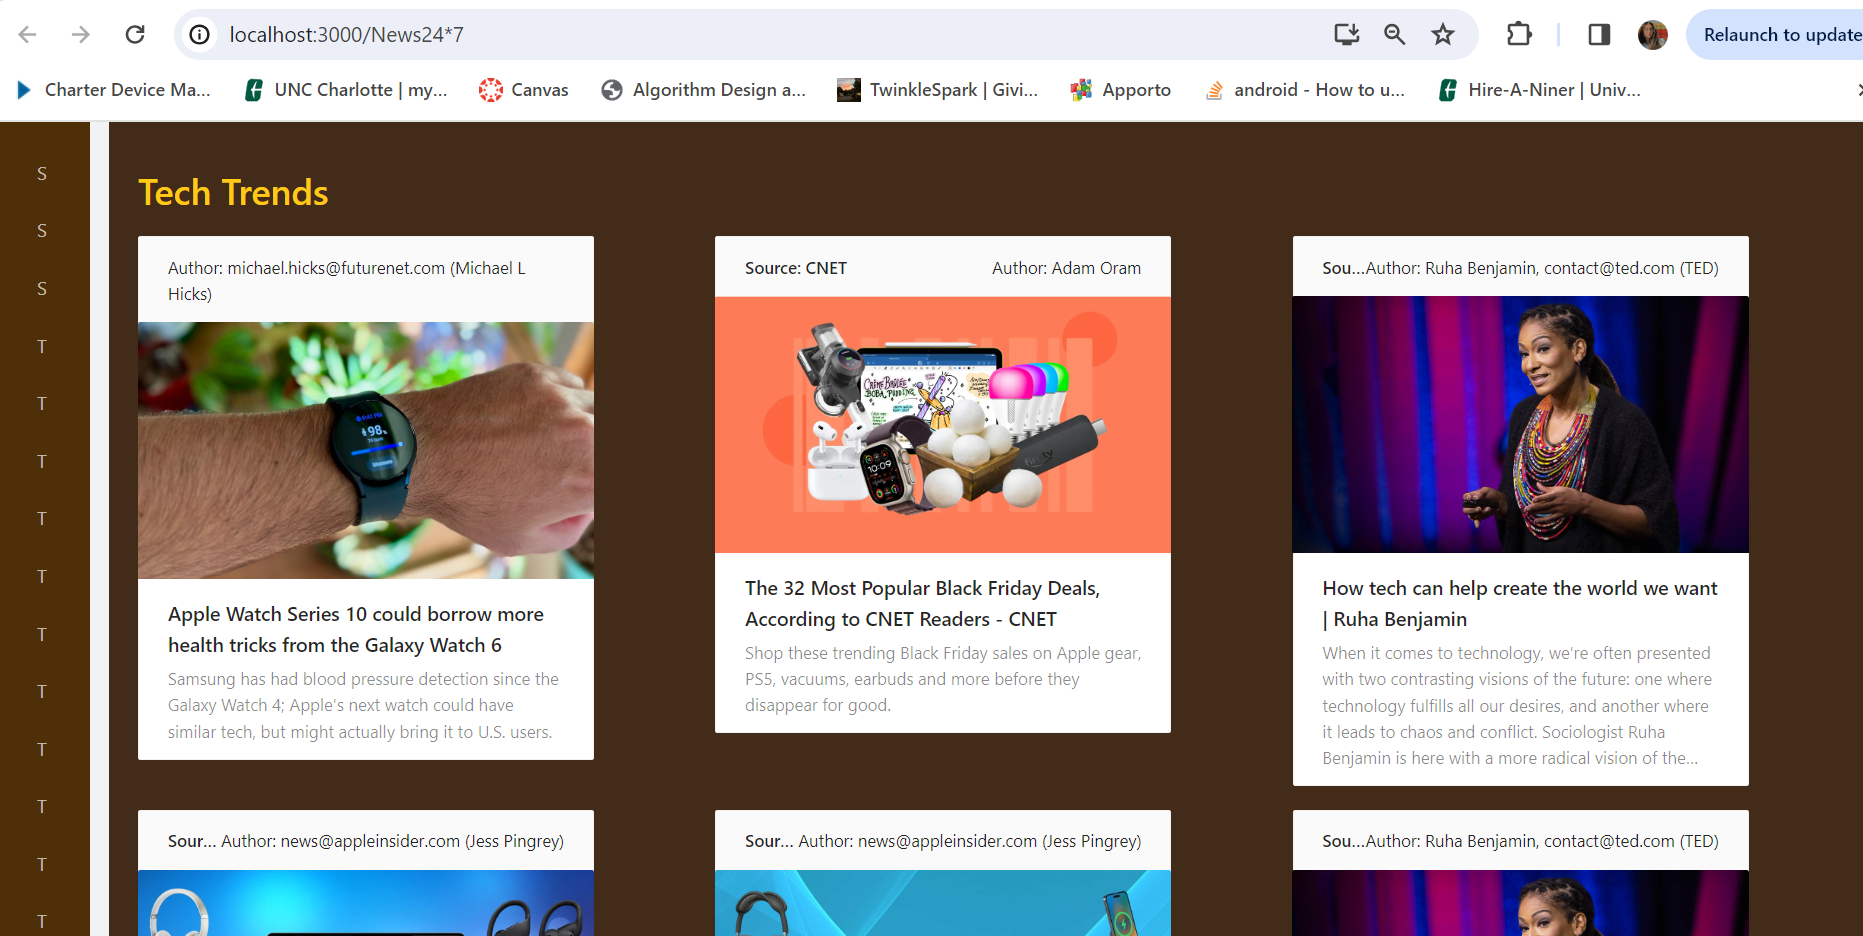 localhost:3000/News24*7
Relaunch to update
Charter Device Ma...
UNC Charlotte | my...
Canvas
Algorithm Design a...
TwinkleSpark | Givi...
Apporto
android - How to u...
Hire-A-Niner | Univ...
S
S
S
T
T
T
T
T
T
T
T
T
T
T
Tech Trends
Author: michael.hicks@futurenet.com (Michael L
Hicks)
Apple Watch Series 10 could borrow more
health tricks from the Galaxy Watch 6
Samsung has had blood pressure detection since the
Galaxy Watch 4; Apple's next watch could have
similar tech, but might actually bring it to U.S. users.
Source: CNET
Author: Adam Oram
CRÈME BRÛLÉE
BOBA PUDDING
10:09
fire tv
The 32 Most Popular Black Friday Deals,
According to CNET Readers - CNET
Shop these trending Black Friday sales on Apple gear,
PS5, vacuums, earbuds and more before they
disappear for good.
Sou...Author: Ruha Benjamin, contact@ted.com (TED)
How tech can help create the world we want
| Ruha Benjamin
When it comes to technology, we're often presented
with two contrasting visions of the future: one where
technology fulfills all our desires, and another where
it leads to chaos and conflict. Sociologist Ruha
Benjamin is here with a more radical vision of the...
Sour... Author: news@appleinsider.com (Jess Pingrey)
Sour... Author: news@appleinsider.com (Jess Pingrey)
Sou...Author: Ruha Benjamin, contact@ted.com (TED)